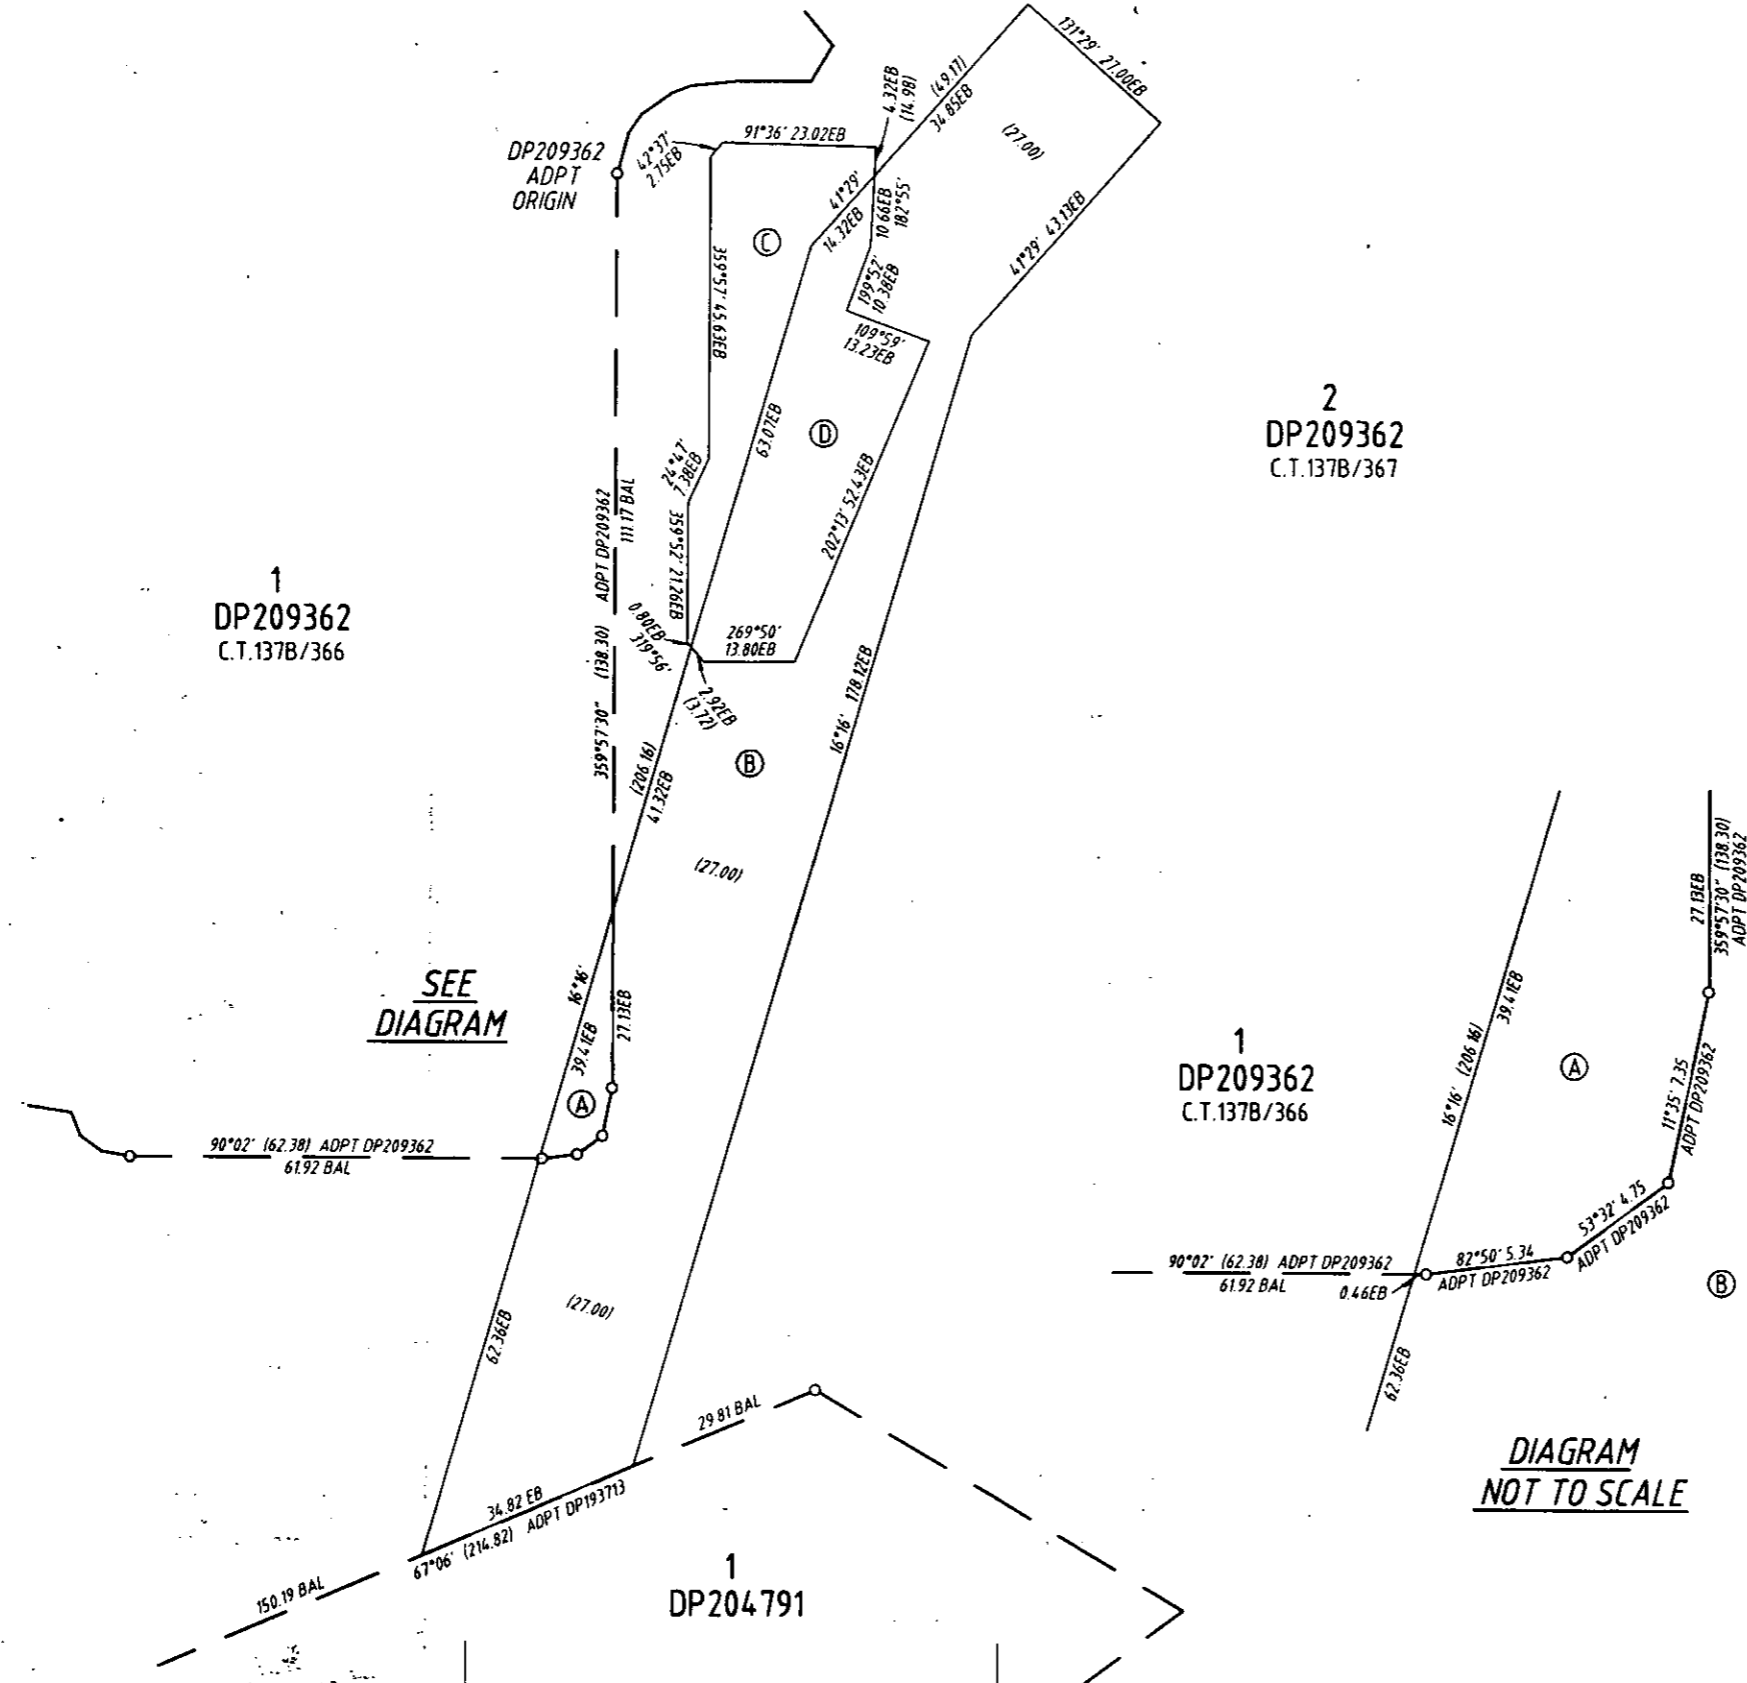 131°29' 27.00EB
(49.17)
34.85EB
4.32EB
(14.98)
(27.00)
91°36' 23.02EB
42°37'
2.75EB
DP209362
ADPT
ORIGIN
41°29'
14.32EB
10.66EB
182°55'
C
199°52'
10.38EB
41°29' 43.13EB
359°57' 45.63EB
109°59'
13.23EB
63.07EB
D
2
DP209362
C.T.137B/367
24°47'
7.38EB
202°13' 52.43EB
359°57'30" (138.30) ADPT DP209362
111.17 BAL
359°52' 21.26EB
1
DP209362
C.T.137B/366
0.80EB
319°56'
269°50'
13.80EB
2.92EB
(3.72)
16°16' 178.12EB
B
(206.16)
41.32EB
(27.00)
SEE
DIAGRAM
16°16'
39.41EB
27.13EB
A
90°02' (62.38) ADPT DP209362
61.92 BAL
62.36EB
(27.00)
29.81 BAL
34.82 EB
67°06' (214.82) ADPT DP193713
150.19 BAL
1
DP204791
27.13EB
359°57'30" (138.30)
ADPT DP209362
16°16' (206.16)
39.41EB
1
DP209362
C.T.137B/366
A
11°35' 7.35
ADPT DP209362
53°32' 4.75
ADPT DP209362
90°02' (62.38) ADPT DP209362
61.92 BAL
82°50' 5.34
ADPT DP209362
0.46EB
B
62.36EB
DIAGRAM
NOT TO SCALE